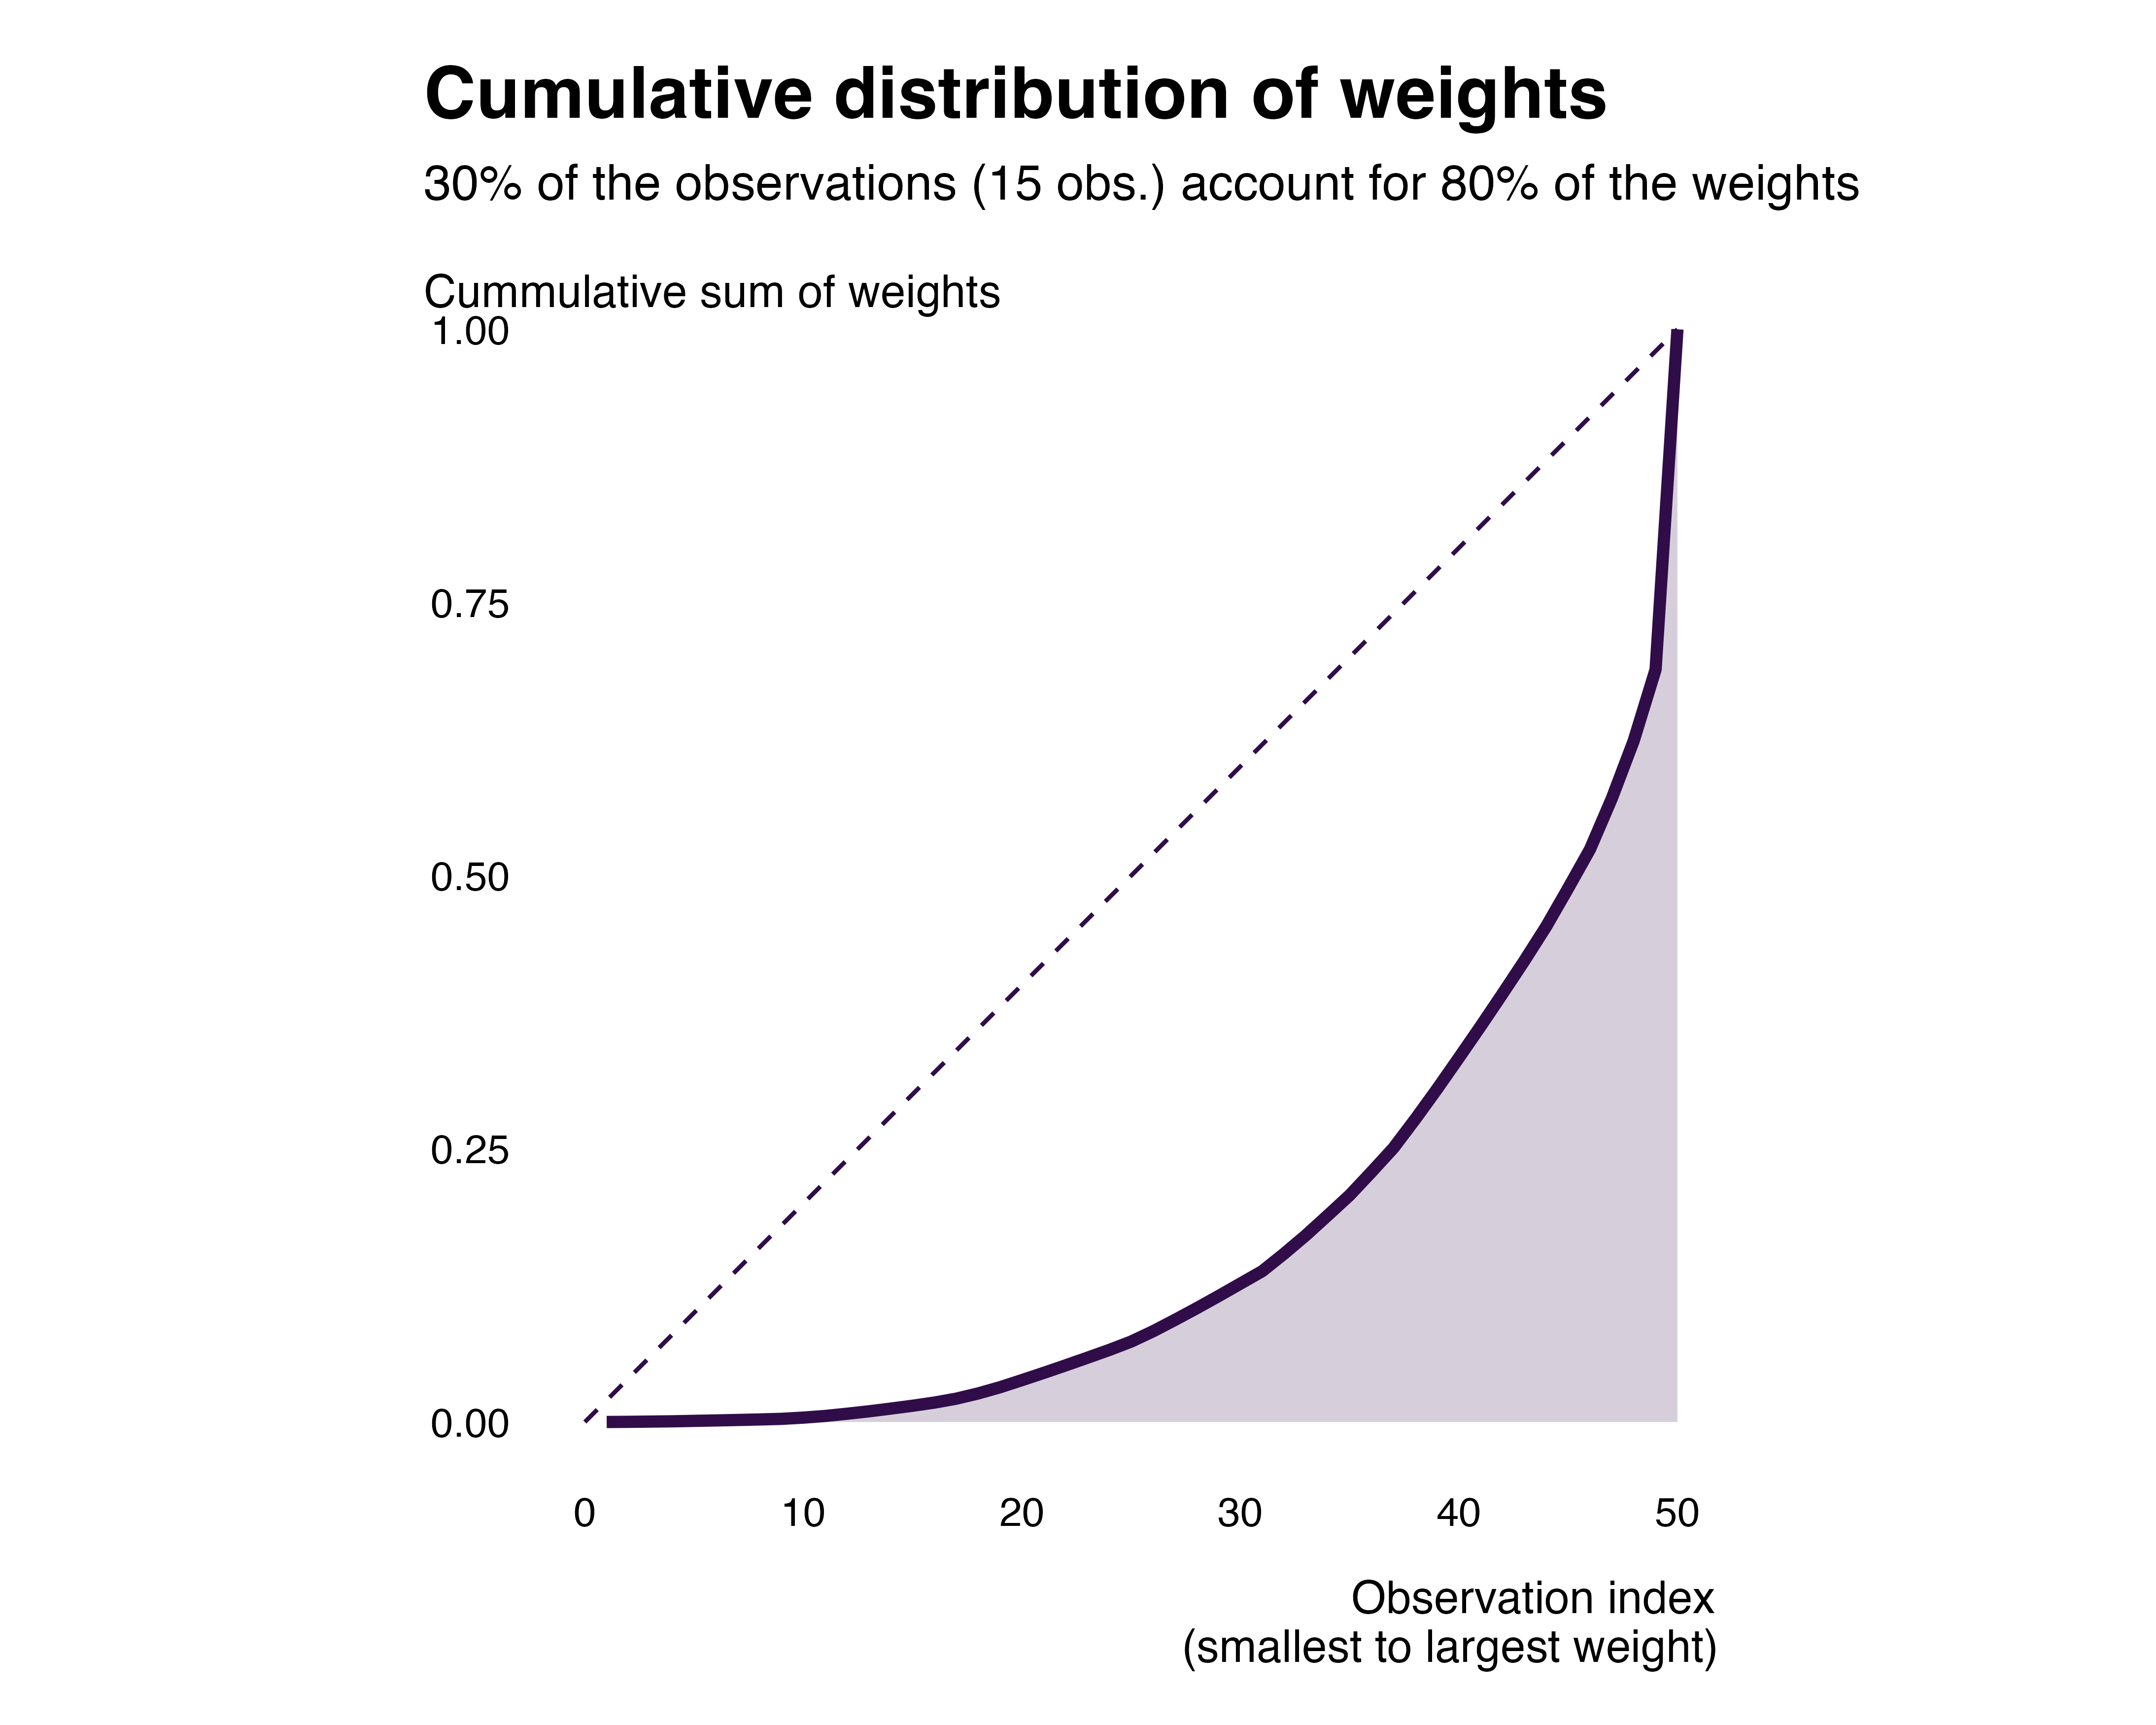 Cumulative distribution of weights
30% of the observations (15 obs.) account for 80% of the weights
Cummulative sum of weights
1.00
0.75
0.50
0.25
0.00
0 10 20 30 40 50
Observation index
(smallest to largest weight)